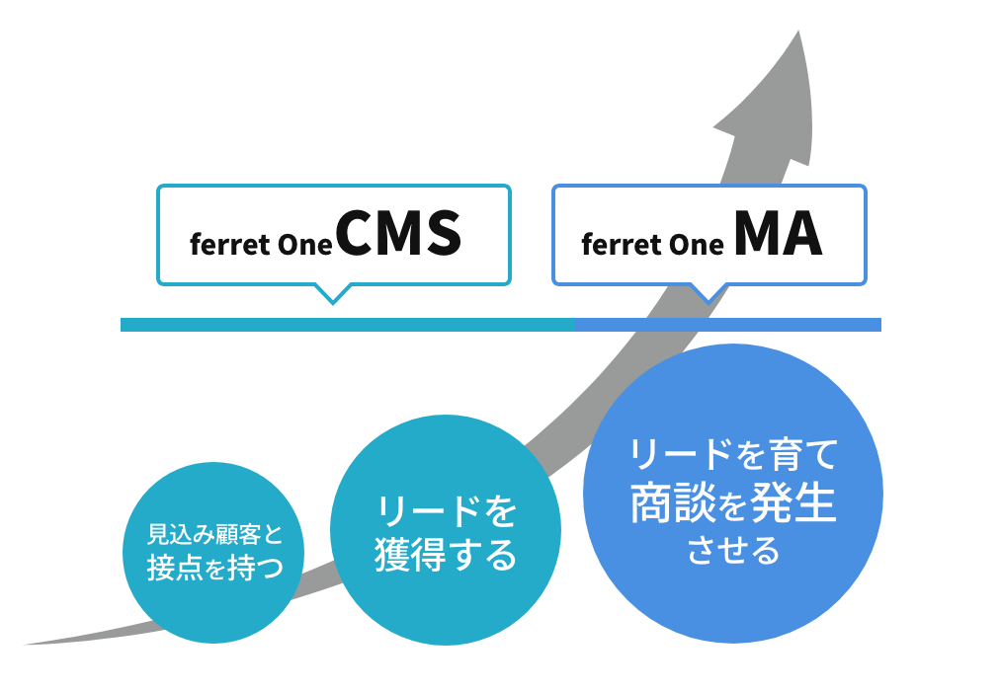 ferret One CMS
ferret One MA
見込み顧客と
接点を持つ
リードを
獲得する
リードを育て
商談を発生
させる